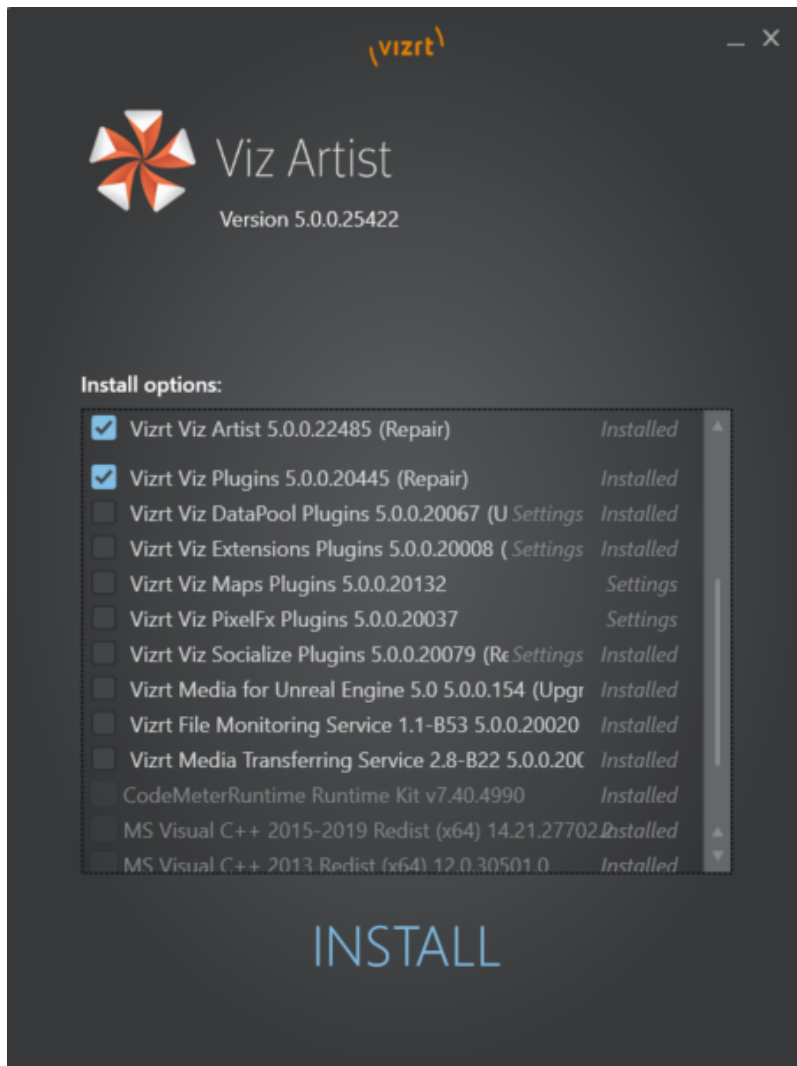 vizrt
Viz Artist
Version 5.0.0.25422
Install options:
Vizrt Viz Artist 5.0.0.22485 (Repair) Installed
Vizrt Viz Plugins 5.0.0.20445 (Repair) Installed
Vizrt Viz DataPool Plugins 5.0.0.20067 (U Settings Installed
Vizrt Viz Extensions Plugins 5.0.0.20008 ( Settings Installed
Vizrt Viz Maps Plugins 5.0.0.20132 Settings
Vizrt Viz PixelFx Plugins 5.0.0.20037 Settings
Vizrt Viz Socialize Plugins 5.0.0.20079 (Re Settings Installed
Vizrt Media for Unreal Engine 5.0 5.0.0.154 (Upgr Installed
Vizrt File Monitoring Service 1.1-B53 5.0.0.20020 Installed
Vizrt Media Transferring Service 2.8-B22 5.0.0.200 Installed
CodeMeterRuntime Runtime Kit v7.40.4990 Installed
MS Visual C++ 2015-2019 Redist (x64) 14.21.27702.2 Installed
MS Visual C++ 2013 Redist (x64) 12.0.30501.0 Installed
INSTALL